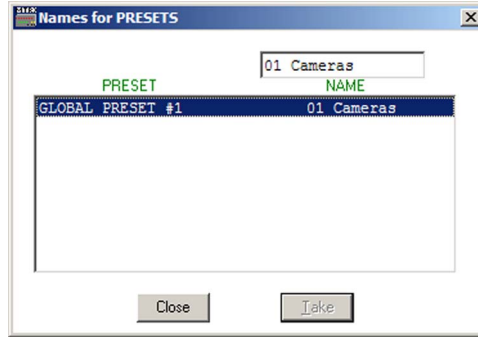 Names for PRESETS
01 Cameras
PRESET NAME
GLOBAL PRESET #1 01 Cameras
Close Take